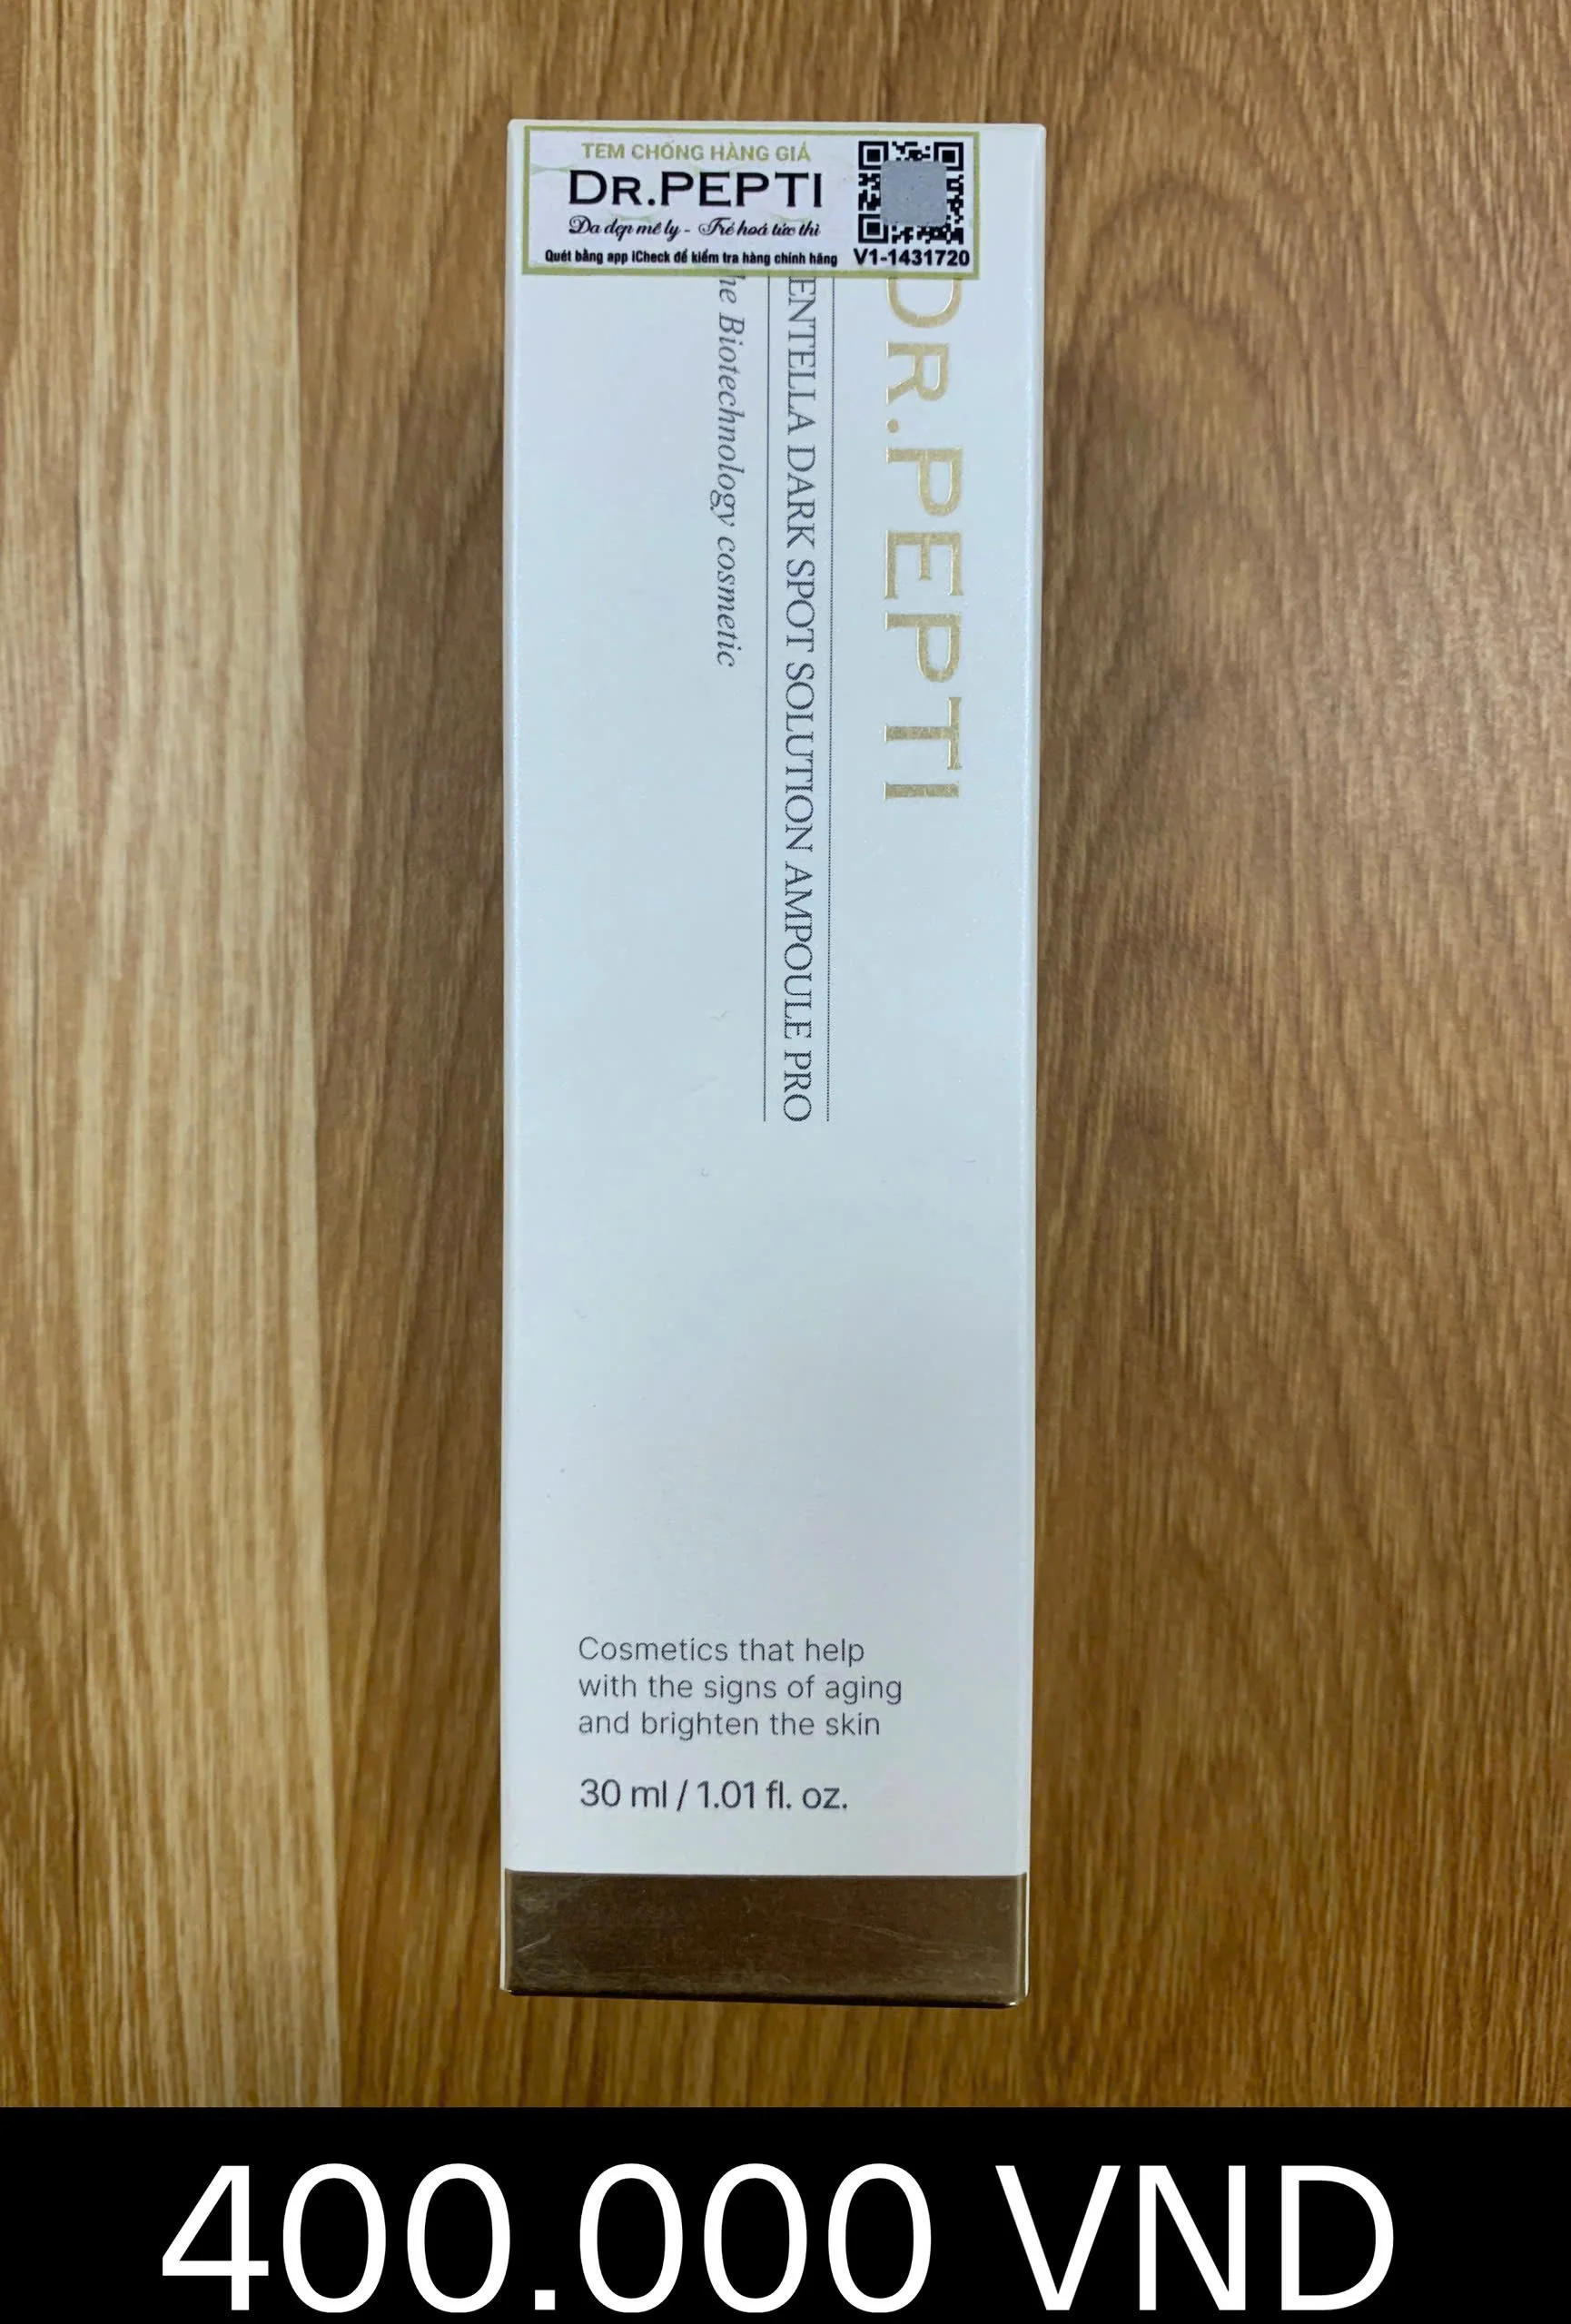 TEM CHỐNG HÀNG GIẢ
DR.PEPTI
Da đẹp mê ly - Trẻ hoá tức thì
Quét bằng app iCheck để kiểm tra hàng chính hãng
V1-1431720
DR.PEPTI
ENTELLA DARK SPOT SOLUTION AMPOULE PRO
he Biotechnology cosmetic
Cosmetics that help
with the signs of aging
and brighten the skin
30 ml / 1.01 fl. oz.
400.000 VND